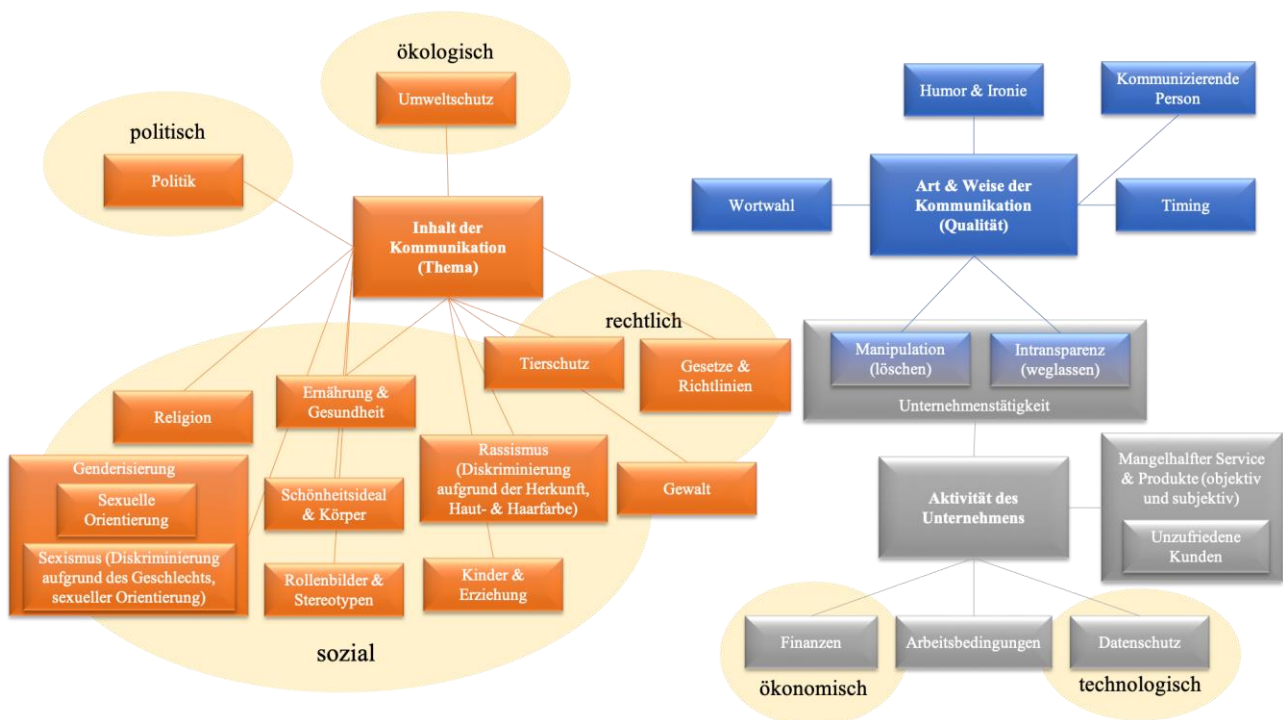 ökologisch
Umweltschutz
politisch
Politik
Inhalt der
Kommunikation
(Thema)
rechtlich
Tierschutz
Gesetze &
Richtlinien
Religion
Ernährung &
Gesundheit
Genderisierung
Sexuelle
Orientierung
Sexismus (Diskriminierung
aufgrund des Geschlechts,
sexueller Orientierung)
Schönheitsideal
& Körper
Rassismus
(Diskriminierung
aufgrund der Herkunft,
Haut- & Haarfarbe)
Gewalt
Rollenbilder &
Stereotypen
Kinder &
Erziehung
sozial
Humor & Ironie
Kommunizierende
Person
Wortwahl
Art & Weise der
Kommunikation
(Qualität)
Timing
Manipulation
(löschen)
Intransparenz
(weglassen)
Unternehmenstätigkeit
Aktivität des
Unternehmens
Mangelhalfter Service
& Produkte (objektiv
und subjektiv)
Unzufriedene
Kunden
Finanzen
Arbeitsbedingungen
Datenschutz
ökonomisch
technologisch